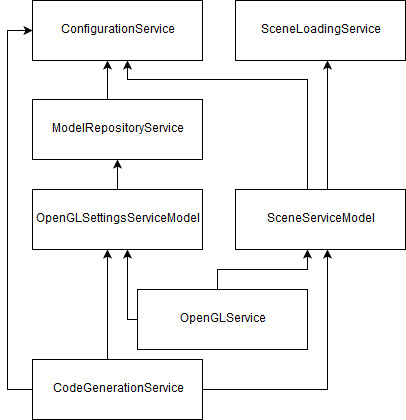 ConfigurationService
SceneLoadingService
ModelRepositoryService
OpenGLSettingsServiceModel
SceneServiceModel
OpenGLService
CodeGenerationService